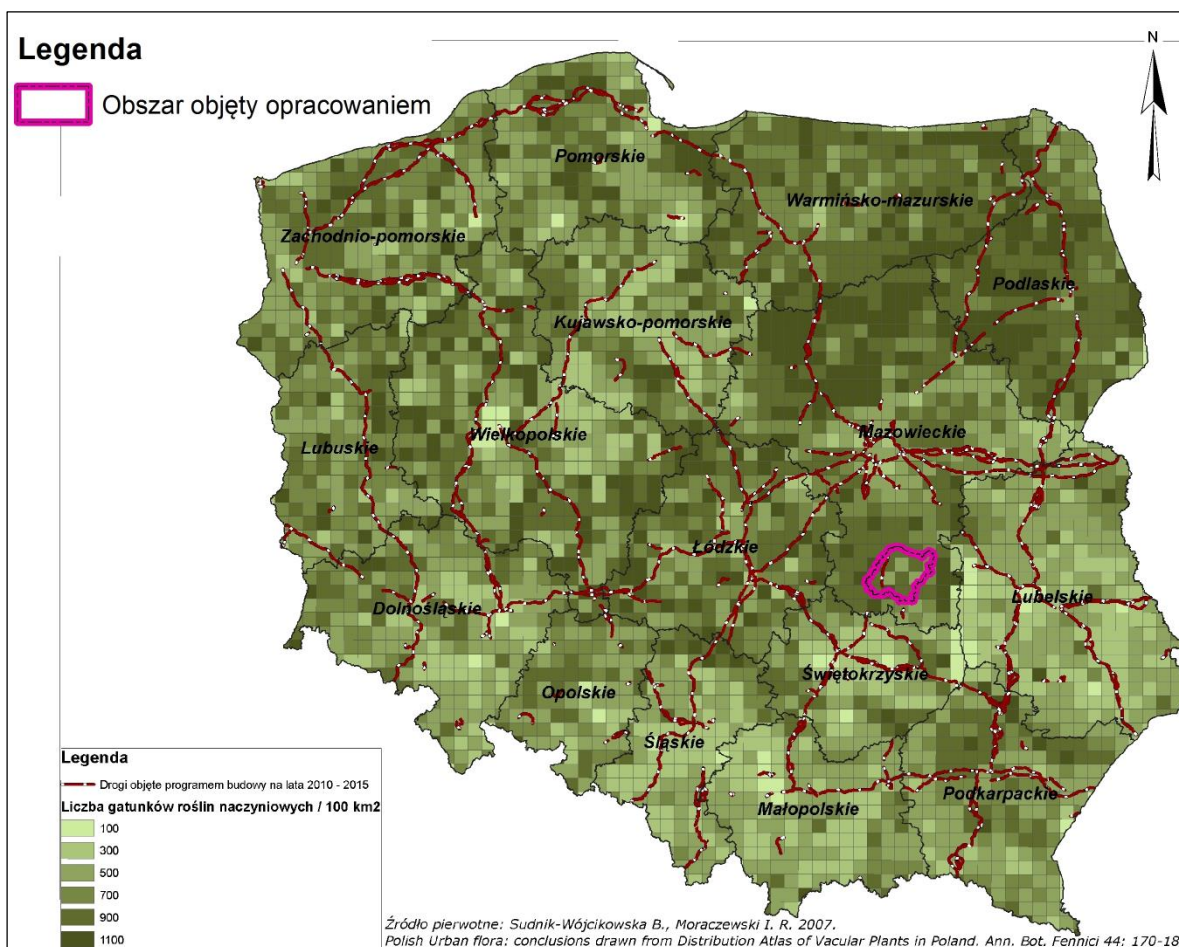 Legenda
Obszar objęty opracowaniem
N
Pomorskie
Warmińsko-mazurskie
Zachodnio-pomorskie
Podlaskie
Kujawsko-pomorskie
Mazowieckie
Wielkopolskie
Lubuskie
Łódzkie
Lubelskie
Dolnośląskie
Świętokrzyskie
Opolskie
Śląskie
Małopolskie
Podkarpackie
Legenda
Drogi objęte programem budowy na lata 2010 - 2015
Liczba gatunków roślin naczyniowych / 100 km2
100
300
500
700
900
1100
Źródło pierwotne: Sudnik-Wójcikowska B., Moraczewski I. R. 2007.
Polish Urban flora: conclusions drawn from Distribution Atlas of Vacular Plants in Poland. Ann. Bot. Fennici 44: 170-18